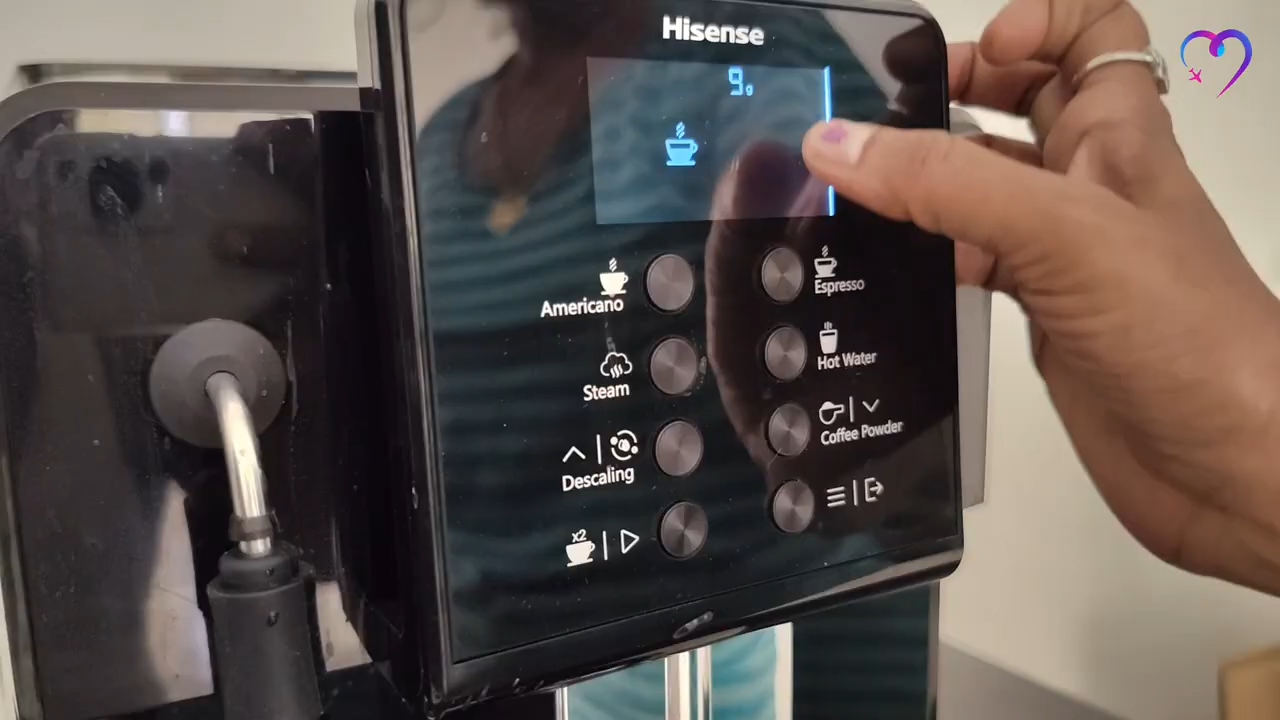 Hisense
9g
Americano
Espresso
Steam
Hot Water
Descaling
Coffee Powder
x2